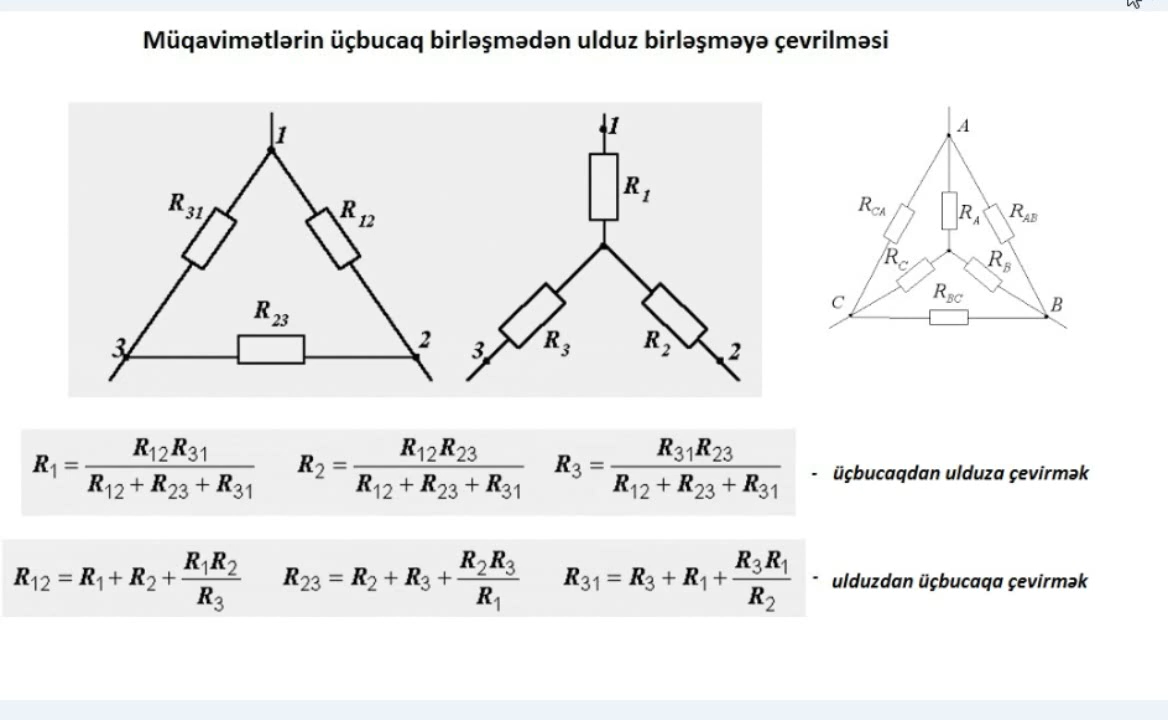 Müqavimətlərin üçbucaq birləşmədən ulduz birləşməyə çevrilməsi
1
R31
R12
R23
3
2
1
R1
R3
R2
3
2
A
RCA
RA
RAB
RC
RB
RBC
C
B
R1 = R12R31 / (R12 + R23 + R31) R2 = R12R23 / (R12 + R23 + R31) R3 = R31R23 / (R12 + R23 + R31) - üçbucaqdan ulduza çevirmək
R12 = R1 + R2 + R1R2 / R3 R23 = R2 + R3 + R2R3 / R1 R31 = R3 + R1 + R3R1 / R2 - ulduzdan üçbucaqa çevirmək